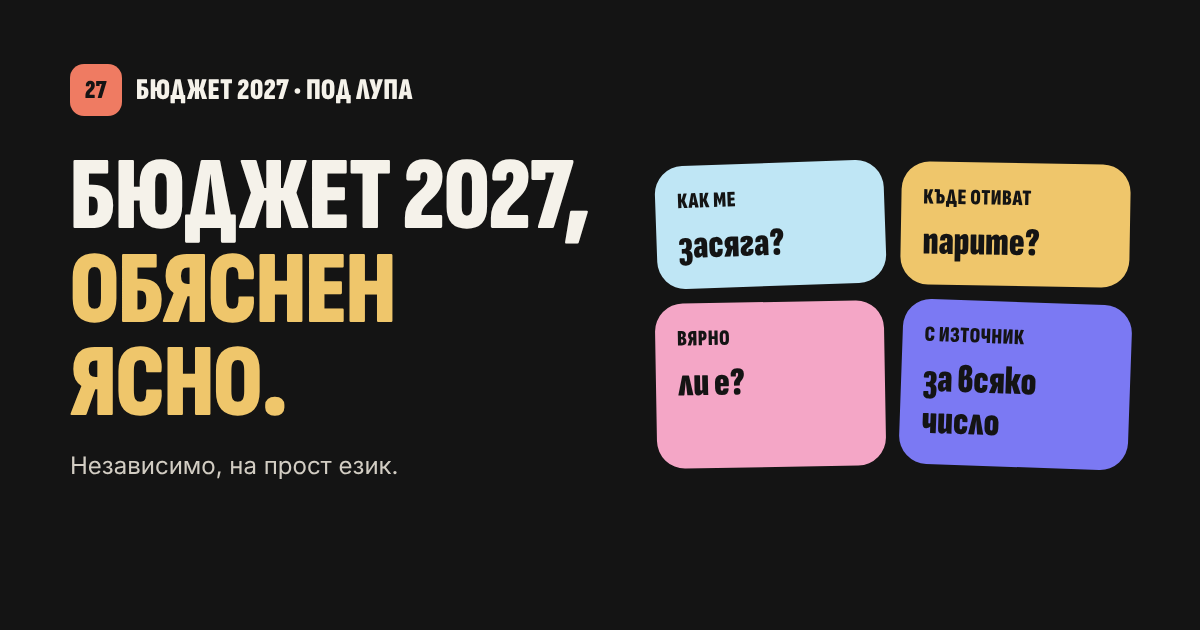 27
БЮДЖЕТ 2027 · ПОД ЛУПА
БЮДЖЕТ 2027,
ОБЯСНЕН
ЯСНО.
Независимо, на прост език.
КАК МЕ
засяга?
КЪДЕ ОТИВАТ
парите?
ВЯРНО
ли е?
С ИЗТОЧНИК
за всяко
число